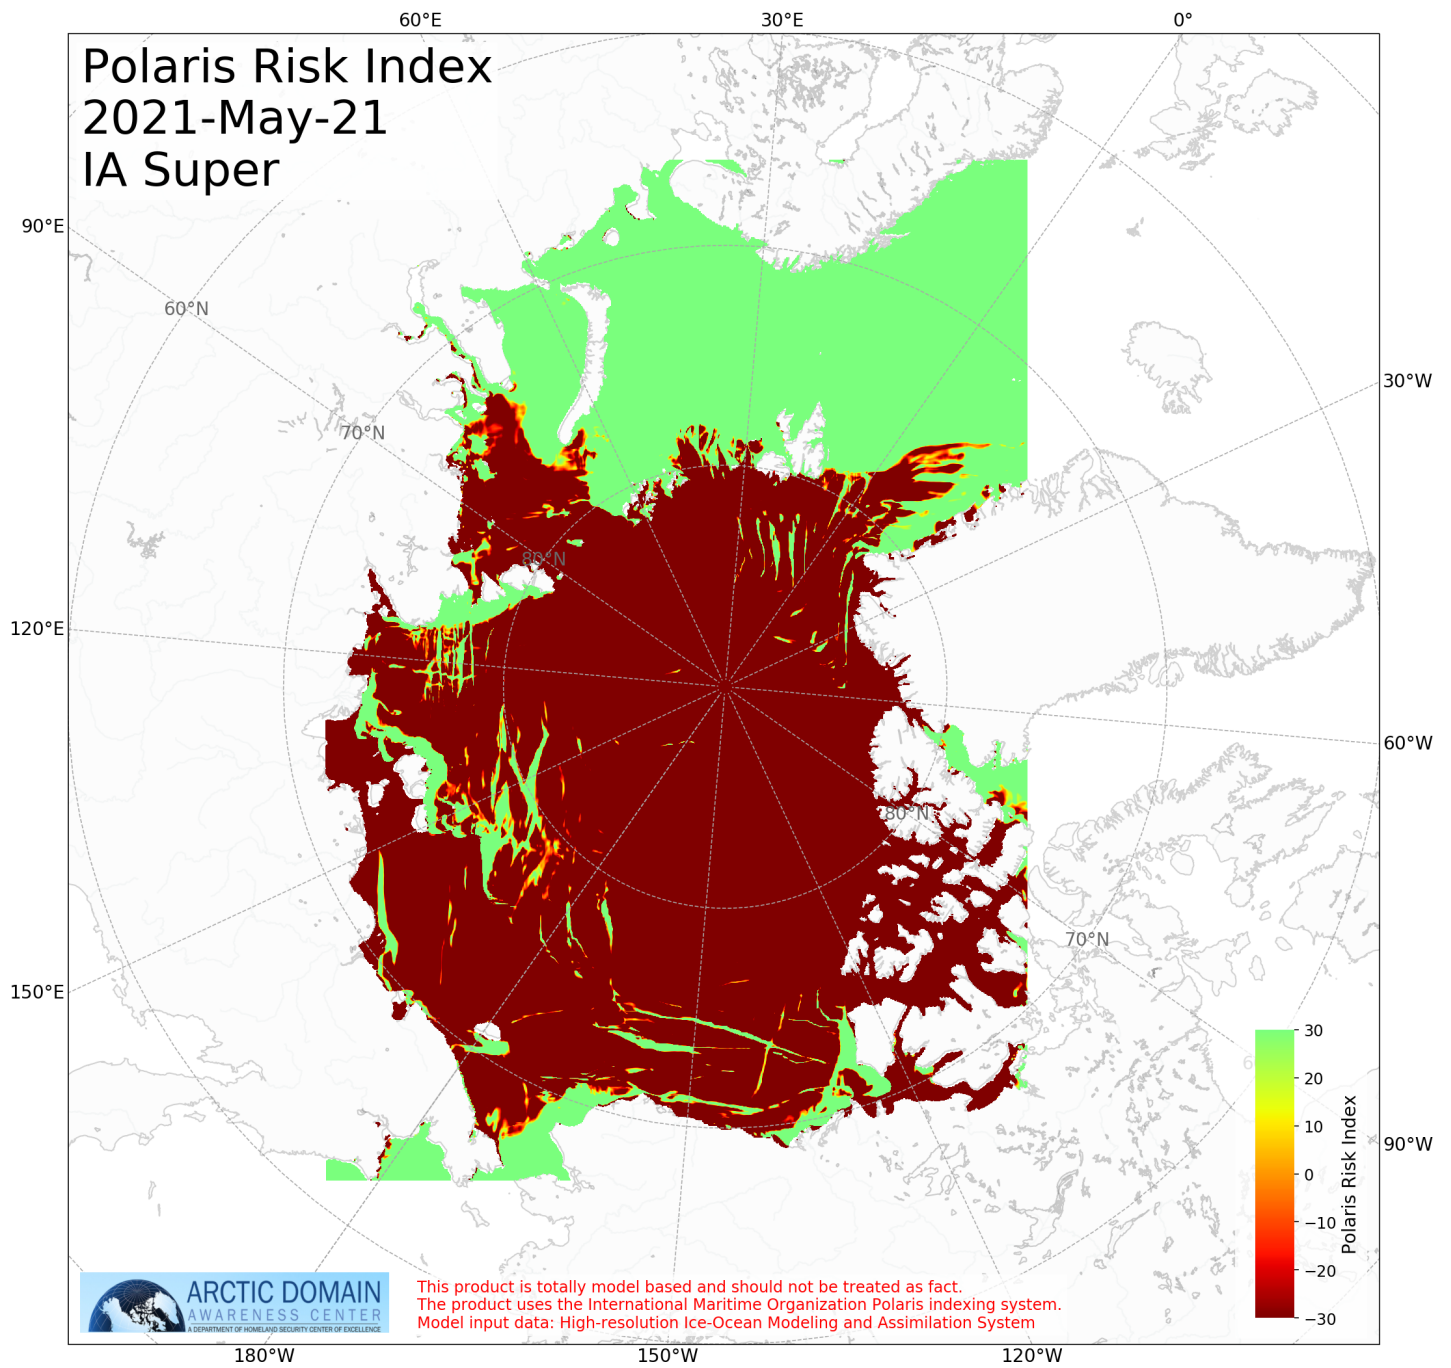 60°E
30°E
0°
Polaris Risk Index
2021-May-21
IA Super
90°E
60°N
30°W
70°N
80°N
120°E
60°W
80°N
70°N
150°E
30
20
10
0
−10
−20
−30
Polaris Risk Index
90°W
ARCTIC DOMAIN
AWARENESS CENTER
A DEPARTMENT OF HOMELAND SECURITY CENTER OF EXCELLENCE
This product is totally model based and should not be treated as fact.
The product uses the International Maritime Organization Polaris indexing system.
Model input data: High-resolution Ice-Ocean Modeling and Assimilation System
180°W
150°W
120°W